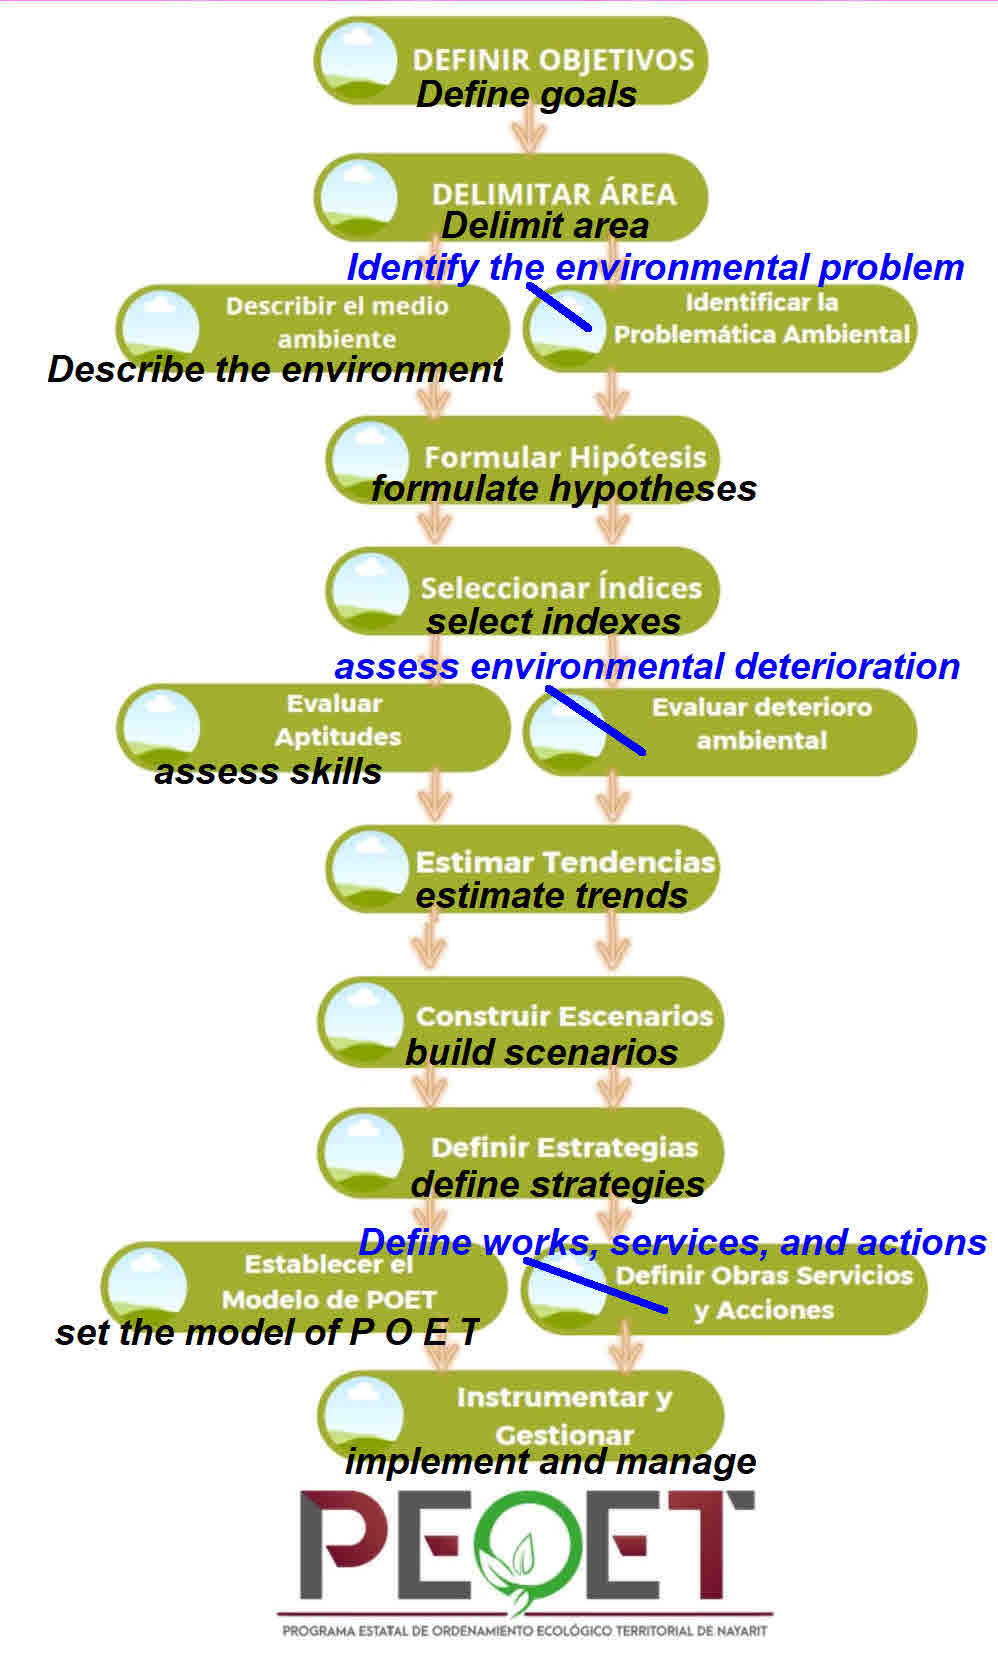 DEFINIR OBJETIVOS
Define goals
DELIMITAR ÁREA
Delimit area
Identify the environmental problem
Describir el medio
ambiente
Describe the environment
Identificar la
Problemática Ambiental
Formular Hipótesis
formulate hypotheses
Seleccionar Índices
select indexes
assess environmental deterioration
Evaluar
Aptitudes
assess skills
Evaluar deterioro
ambiental
Estimar Tendencias
estimate trends
Construir Escenarios
build scenarios
Definir Estrategias
define strategies
Define works, services, and actions
Establecer el
Modelo de POET
set the model of P O E T
Definir Obras Servicios
y Acciones
Instrumentar y
Gestionar
implement and manage
PEOET
PROGRAMA ESTATAL DE ORDENAMIENTO ECOLÓGICO TERRITORIAL DE NAYARIT